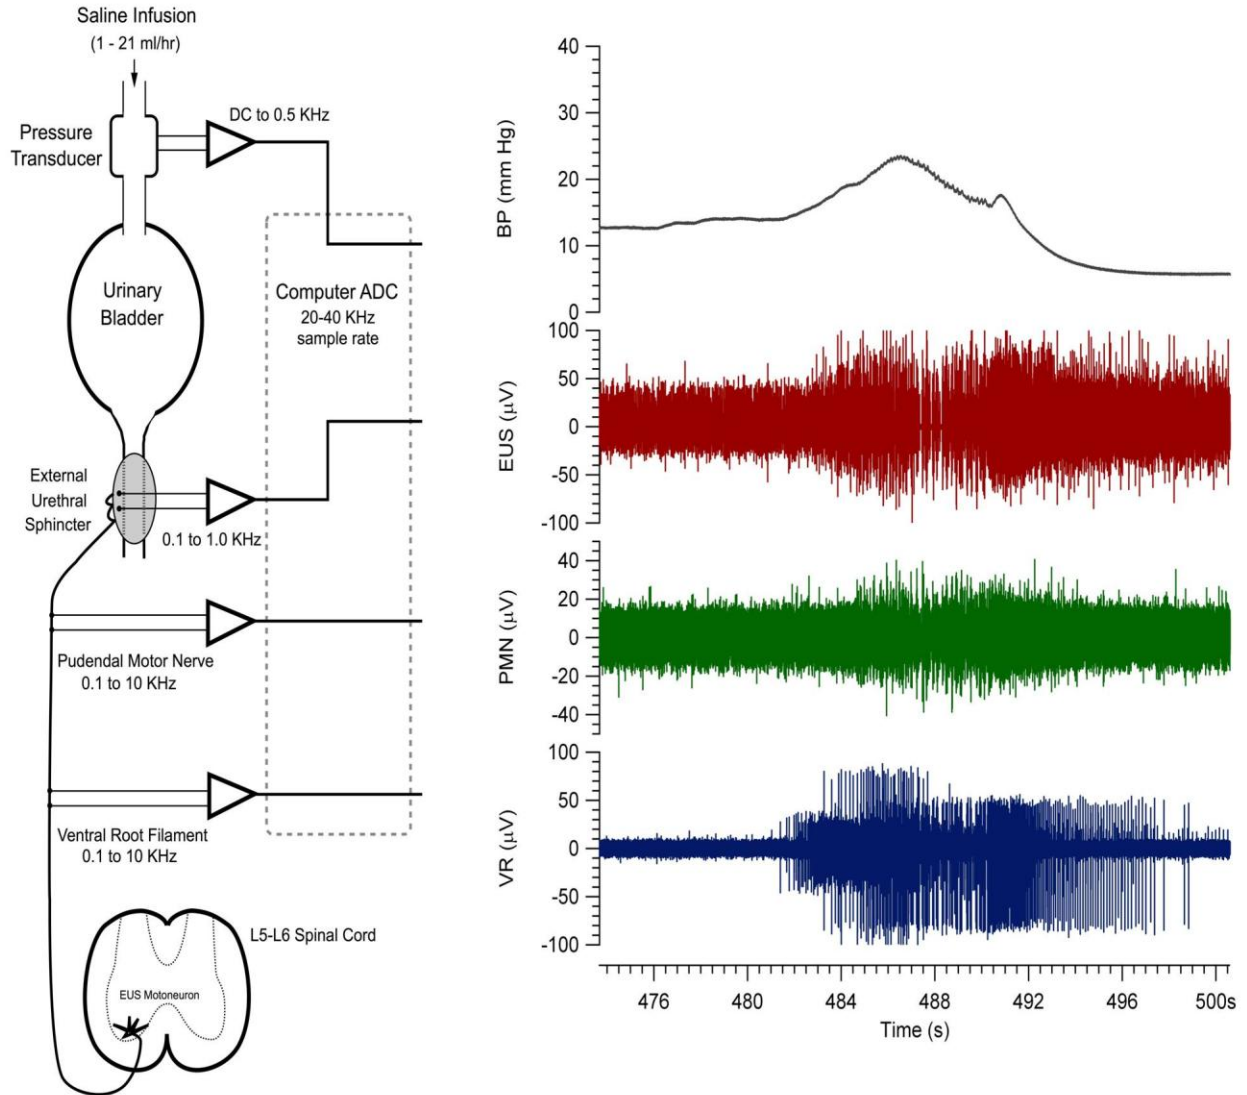 Saline Infusion
(1 - 21 ml/hr)
Pressure
Transducer
DC to 0.5 KHz
Urinary
Bladder
Computer ADC
20-40 KHz
sample rate
External
Urethral
Sphincter
0.1 to 1.0 KHz
Pudendal Motor Nerve
0.1 to 10 KHz
Ventral Root Filament
0.1 to 10 KHz
L5-L6 Spinal Cord
EUS Motoneuron
BP (mm Hg)
40
30
20
10
0
EUS (µV)
100
50
0
-50
-100
PMN (µV)
40
20
0
-20
-40
VR (µV)
100
50
0
-50
-100
476 480 484 488 492 496 500s
Time (s)